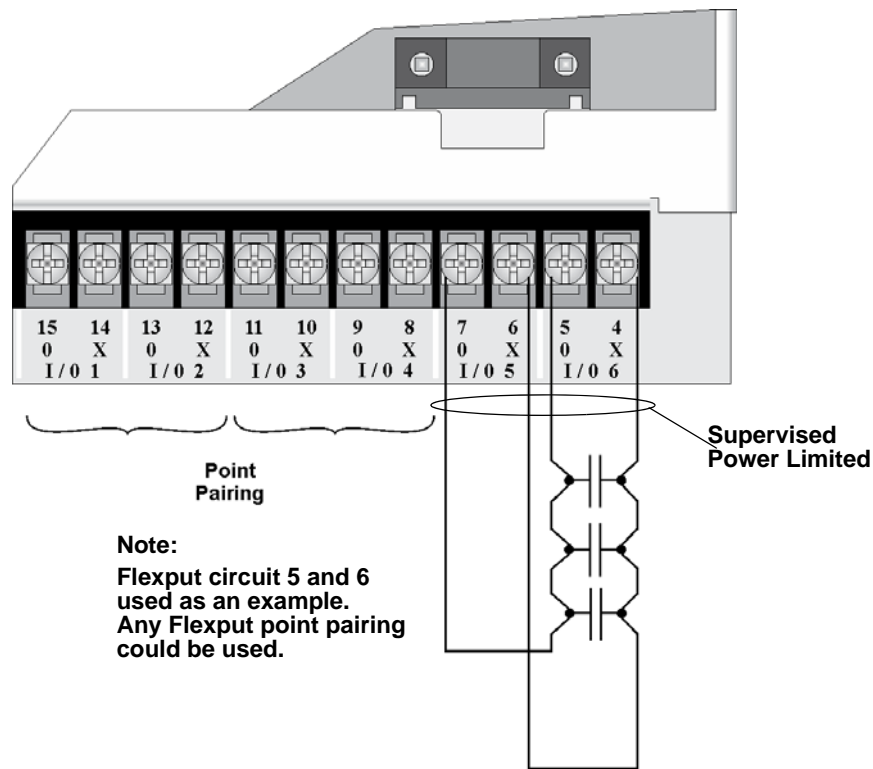 15 14 13 12 11 10 9 8 7 6 5 4
0 X 0 X 0 X 0 X 0 X 0 X
I/0 1 I/0 2 I/0 3 I/0 4 I/0 5 I/0 6
Supervised
Power Limited
Point
Pairing
Note:
Flexput circuit 5 and 6
used as an example.
Any Flexput point pairing
could be used.